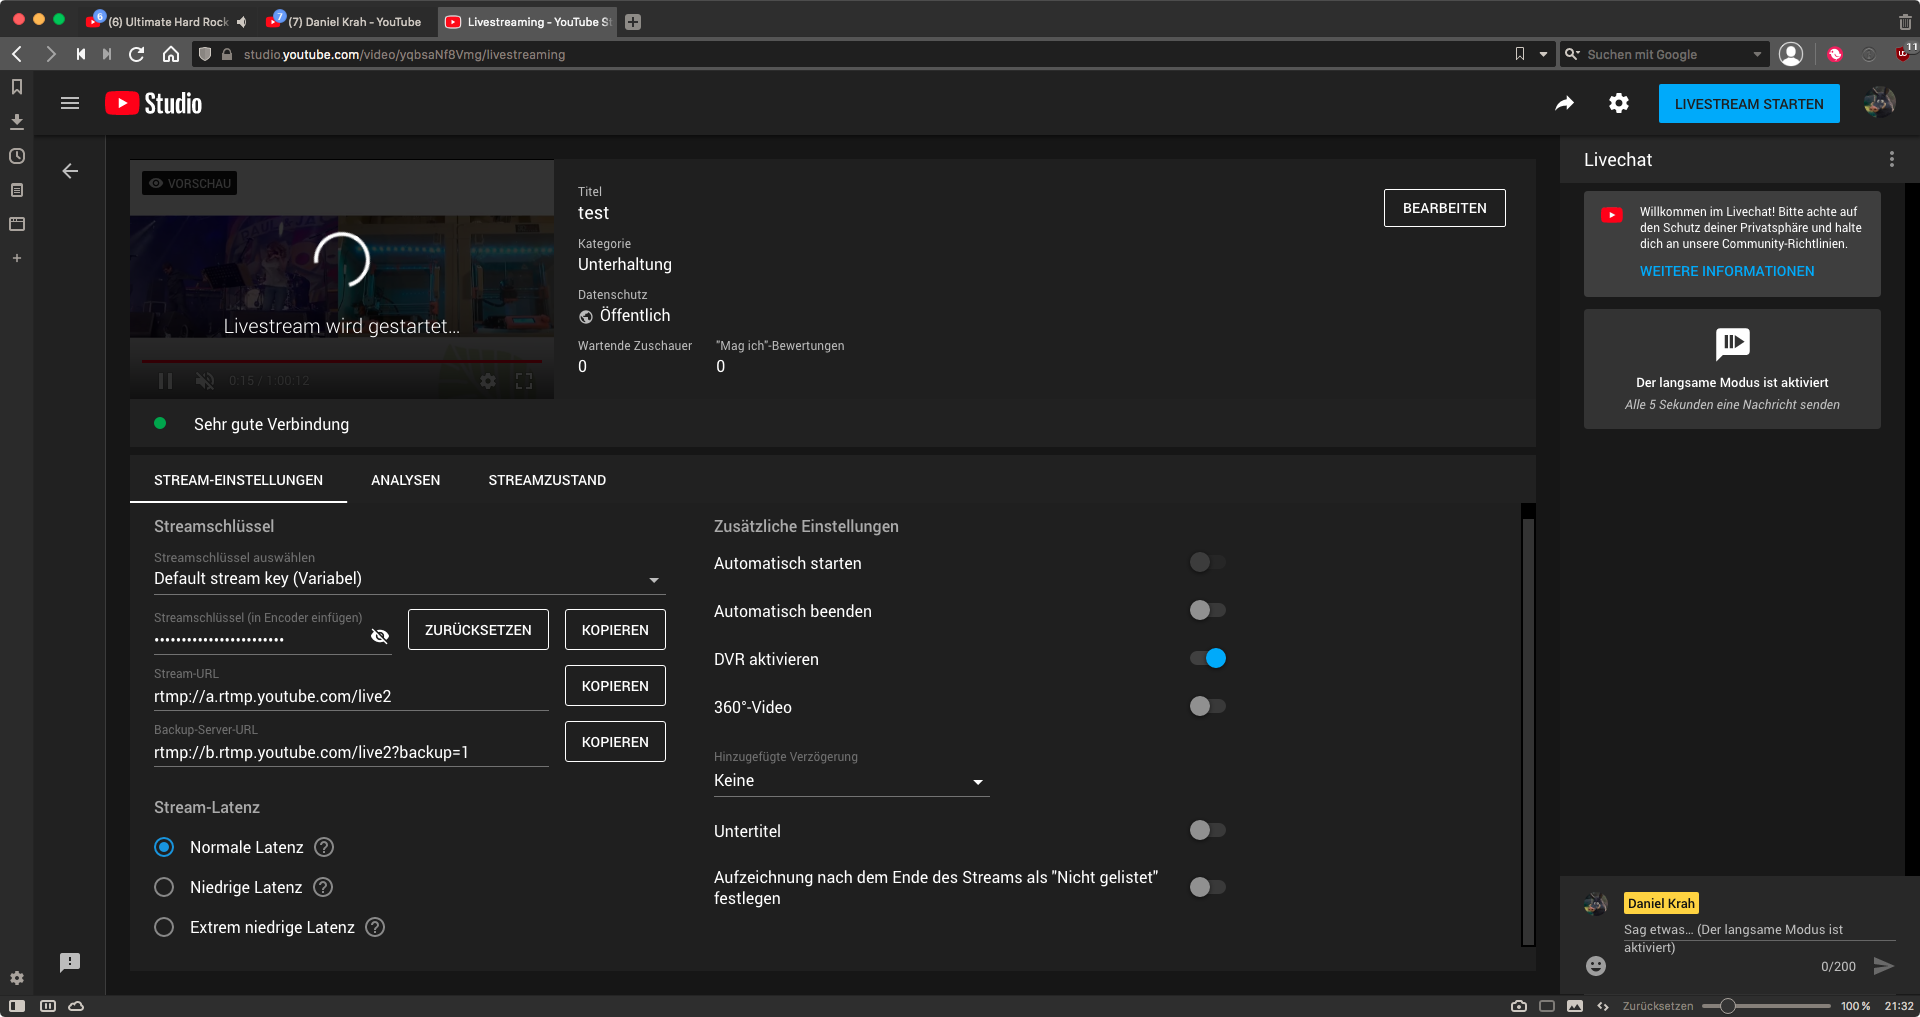 (6) Ultimate Hard Rock
(7) Daniel Krah - YouTube
Livestreaming - YouTube St
studio.youtube.com/video/yqbsaNf8Vmg/livestreaming
Suchen mit Google
11
Studio
LIVESTREAM STARTEN
VORSCHAU
Livestream wird gestartet…
0:15 / 1:00:12
Titel
test
Kategorie
Unterhaltung
Datenschutz
Öffentlich
Wartende Zuschauer
0
"Mag ich"-Bewertungen
0
BEARBEITEN
Sehr gute Verbindung
STREAM-EINSTELLUNGEN
ANALYSEN
STREAMZUSTAND
Streamschlüssel
Streamschlüssel auswählen
Default stream key (Variabel)
Streamschlüssel (in Encoder einfügen)
ZURÜCKSETZEN
KOPIEREN
Stream-URL
rtmp://a.rtmp.youtube.com/live2
KOPIEREN
Backup-Server-URL
rtmp://b.rtmp.youtube.com/live2?backup=1
KOPIEREN
Stream-Latenz
Normale Latenz
Niedrige Latenz
Extrem niedrige Latenz
Zusätzliche Einstellungen
Automatisch starten
Automatisch beenden
DVR aktivieren
360°-Video
Hinzugefügte Verzögerung
Keine
Untertitel
Aufzeichnung nach dem Ende des Streams als "Nicht gelistet"
festlegen
Livechat
Willkommen im Livechat! Bitte achte auf
den Schutz deiner Privatsphäre und halte
dich an unsere Community-Richtlinien.
WEITERE INFORMATIONEN
Der langsame Modus ist aktiviert
Alle 5 Sekunden eine Nachricht senden
Daniel Krah
Sag etwas… (Der langsame Modus ist
aktiviert)
0/200
Zurücksetzen
100 %
21:32